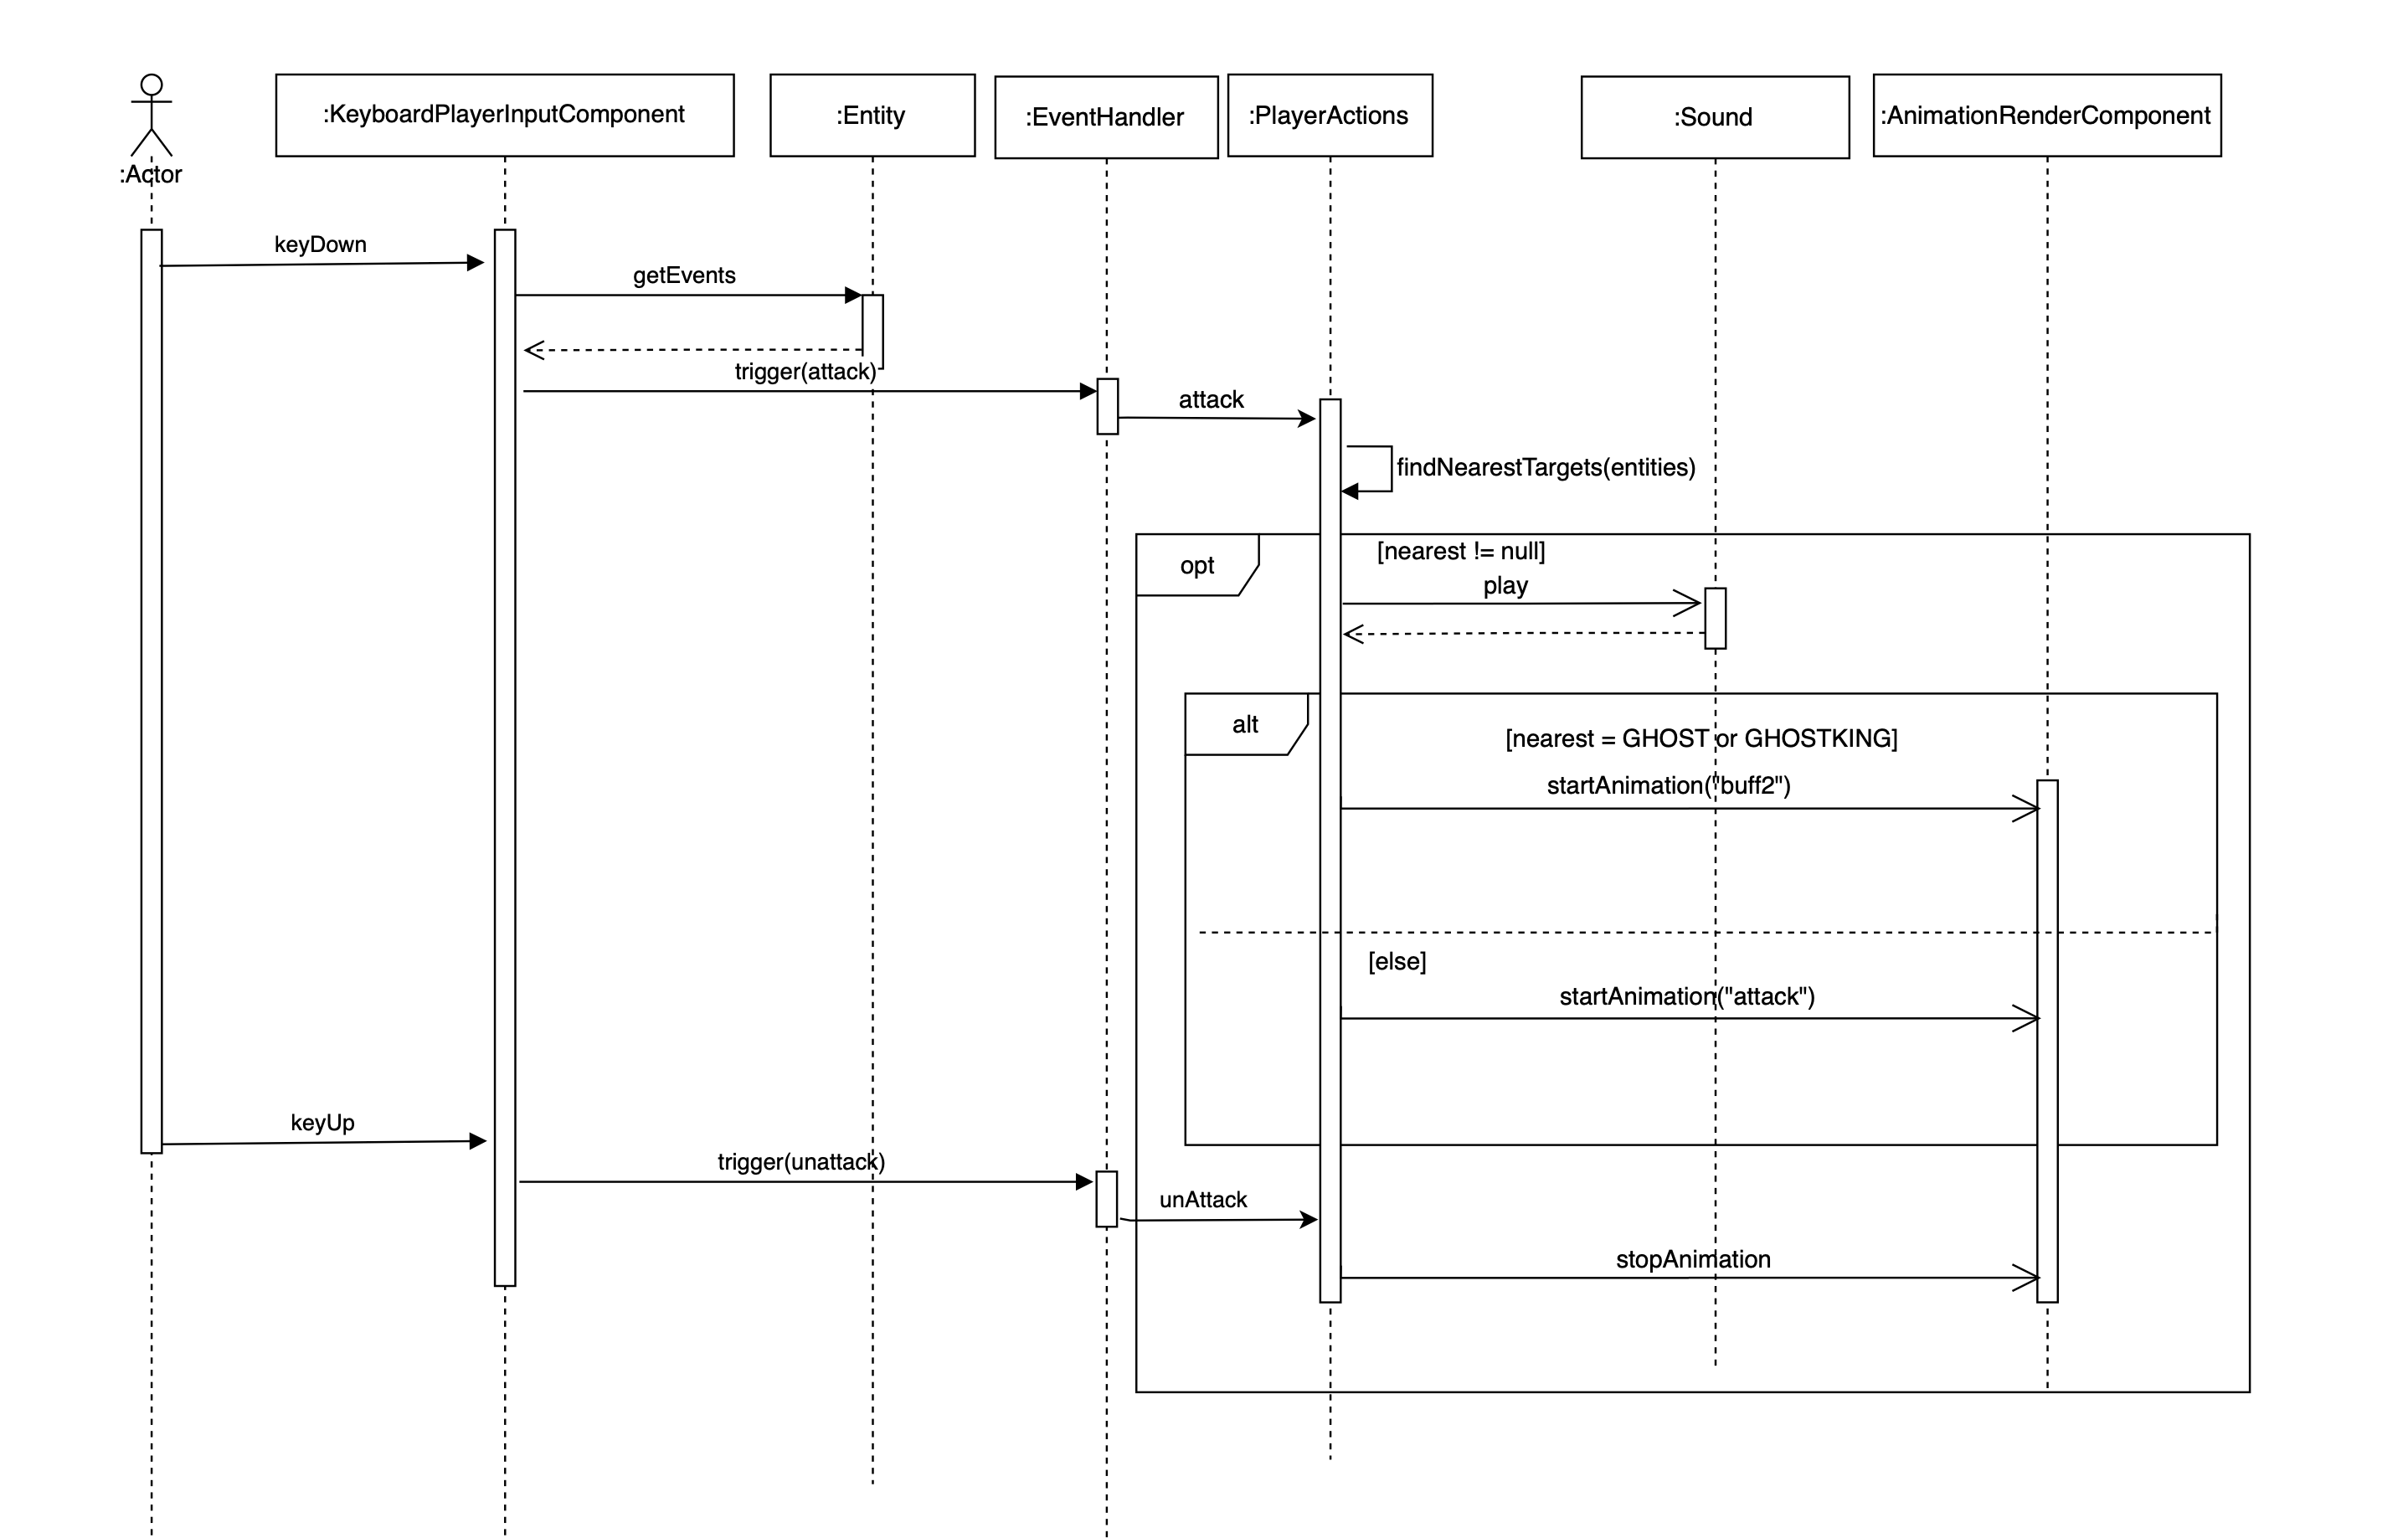 :Actor
:KeyboardPlayerInputComponent
:Entity
:EventHandler
:PlayerActions
:Sound
:AnimationRenderComponent
keyDown
getEvents
trigger(attack)
attack
findNearestTargets(entities)
opt
[nearest != null]
play
alt
[nearest = GHOST or GHOSTKING]
startAnimation("buff2")
[else]
startAnimation("attack")
keyUp
trigger(unattack)
unAttack
stopAnimation